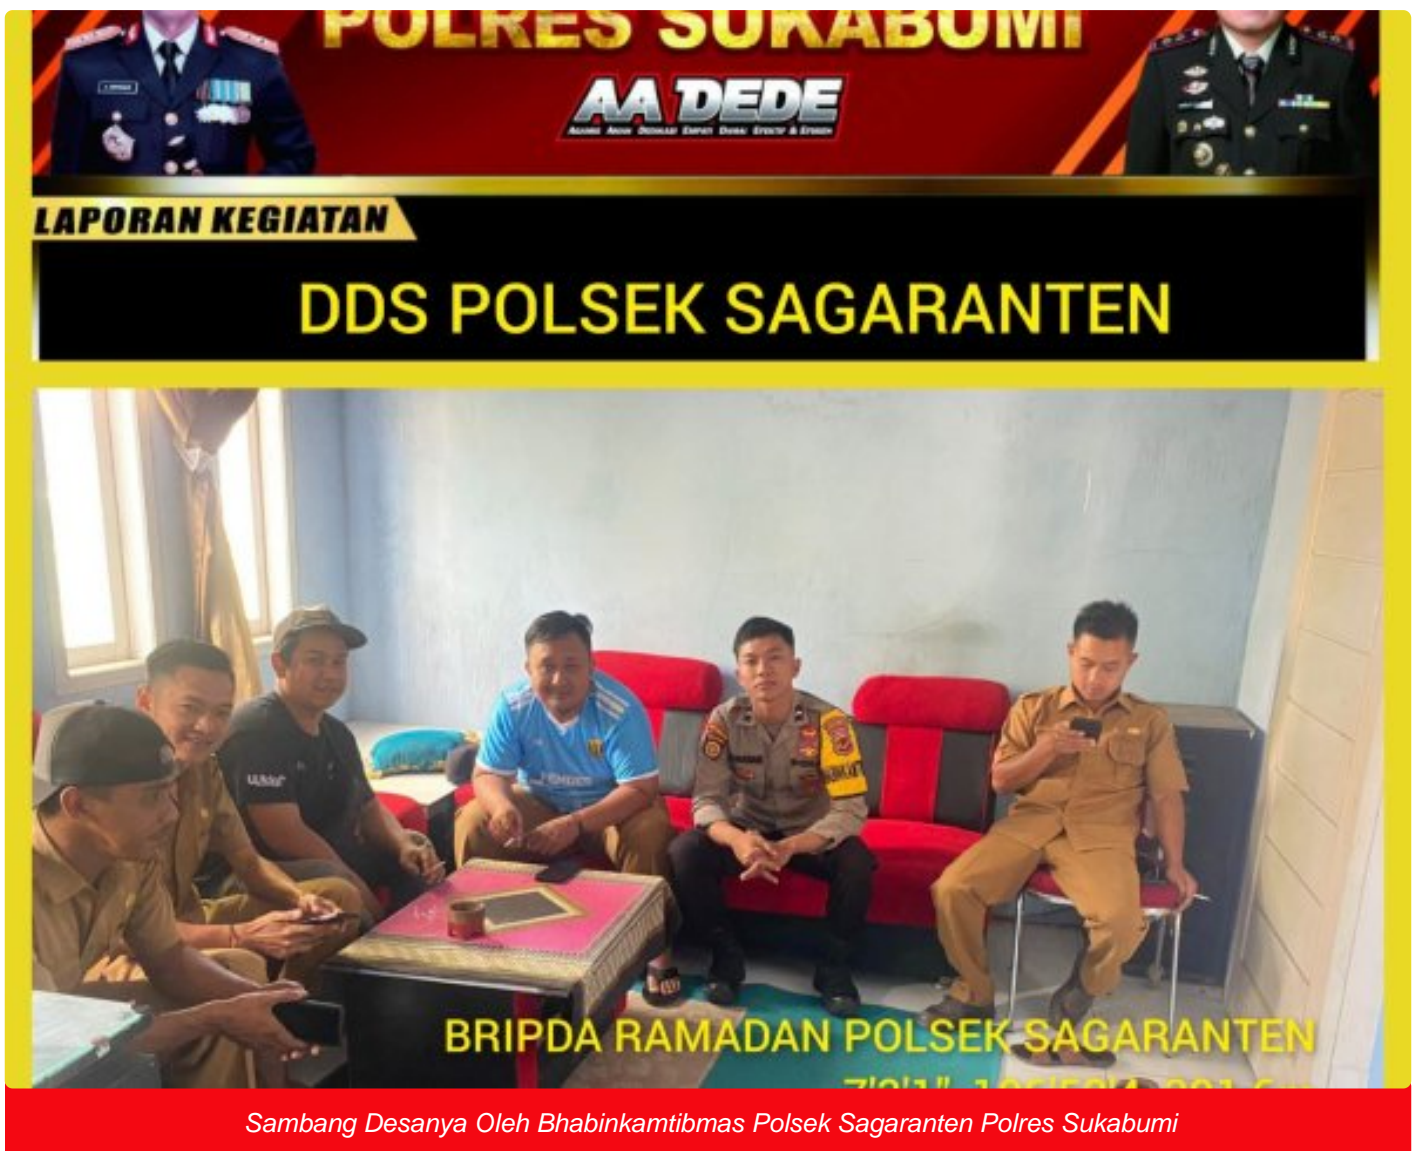 POLRES SUKABUMI
AA DEDE
LAPORAN KEGIATAN
DDS POLSEK SAGARANTEN
BRIPDA RAMADAN POLSEK SAGARANTEN
Sambang Desanya Oleh Bhabinkamtibmas Polsek Sagaranten Polres Sukabumi